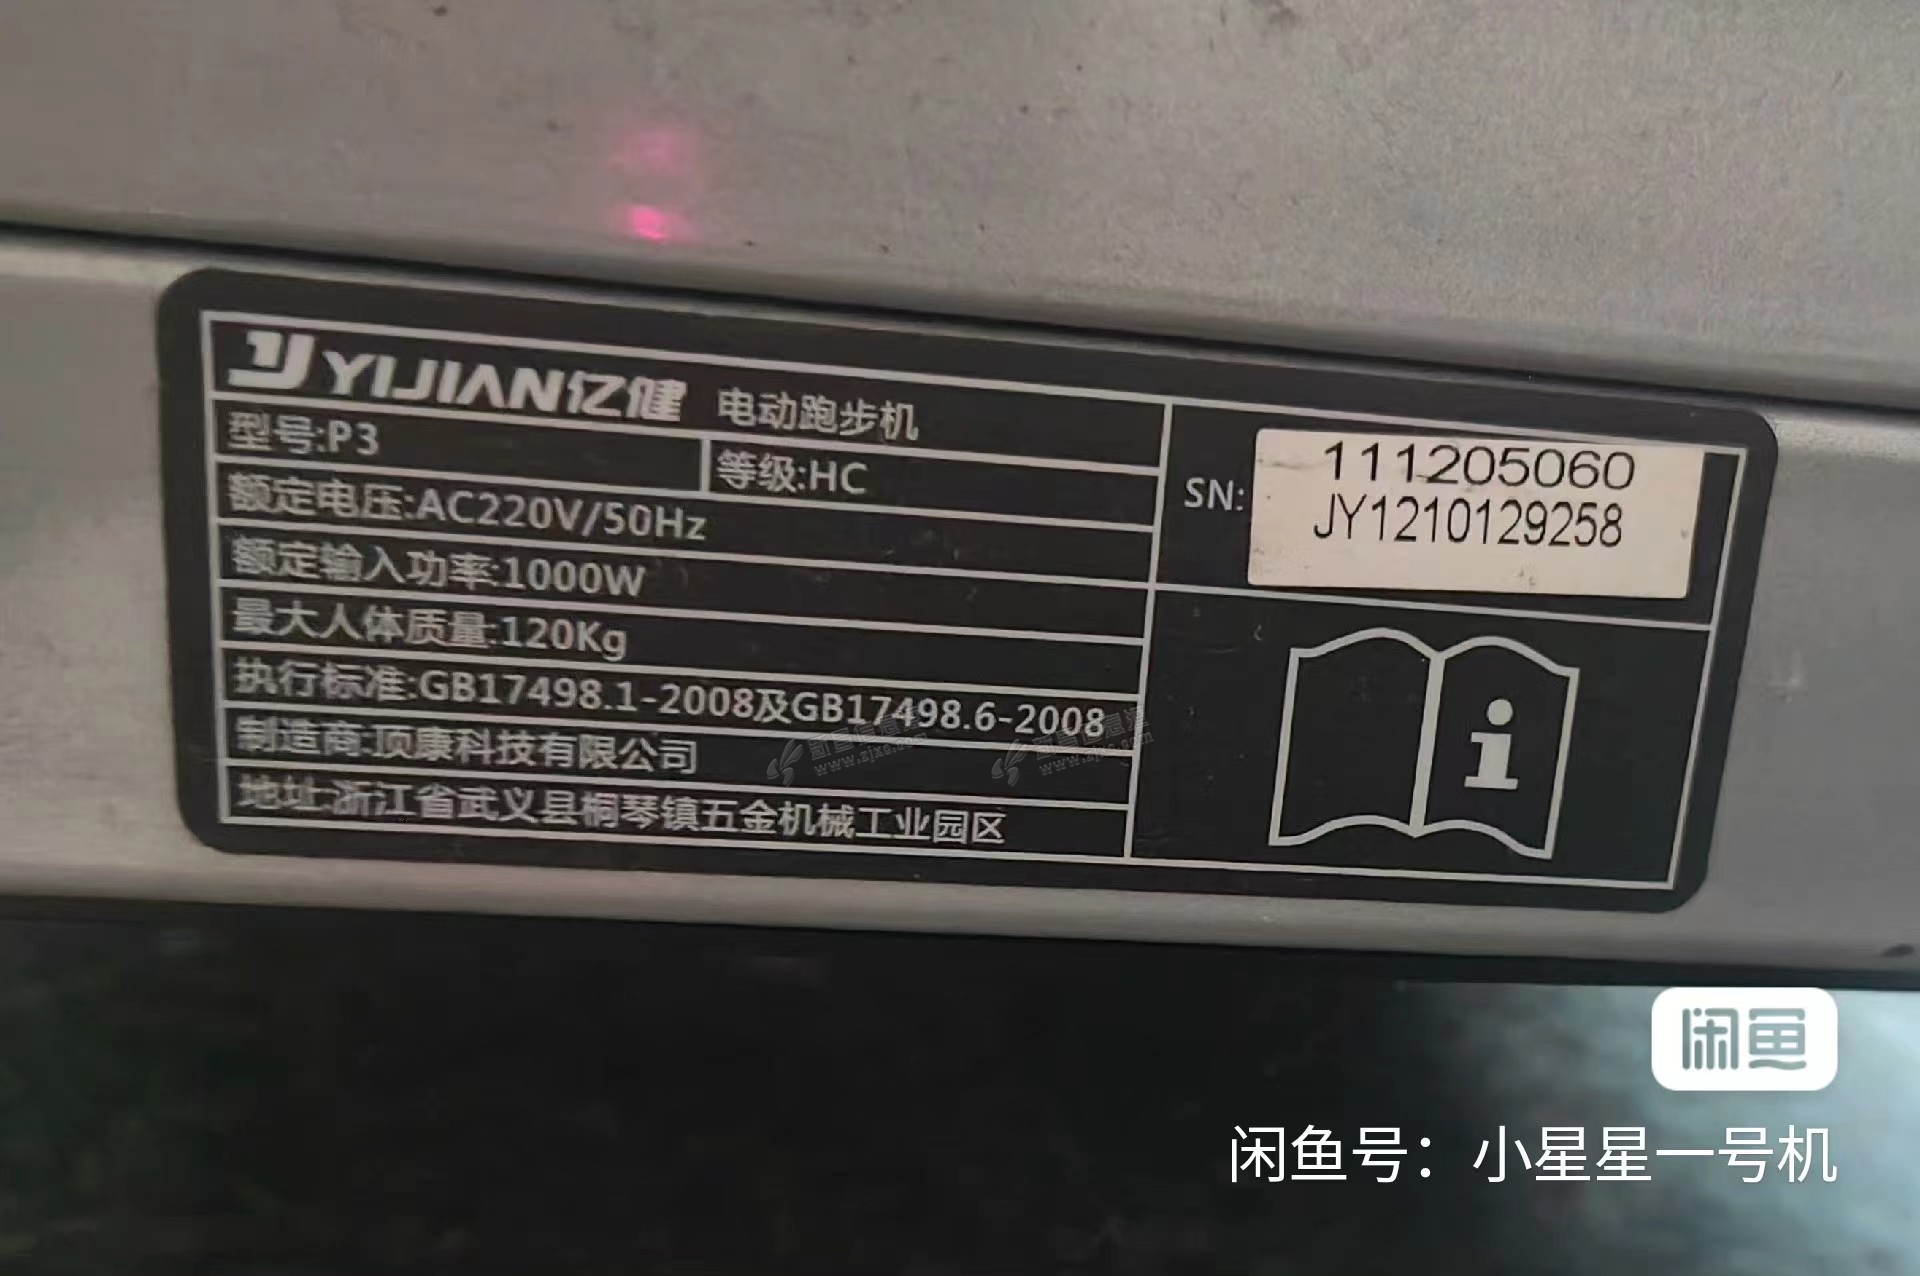 YIJIAN亿健 电动跑步机
型号:P3
等级:HC
额定电压:AC220V/50Hz
额定输入功率:1000W
最大人体质量:120Kg
执行标准:GB17498.1-2008及GB17498.6-2008
制造商:顶康科技有限公司
地址:浙江省武义县桐琴镇五金机械工业园区
SN:
111205060
JY1210129258
i
闲鱼
闲鱼号：小星星一号机